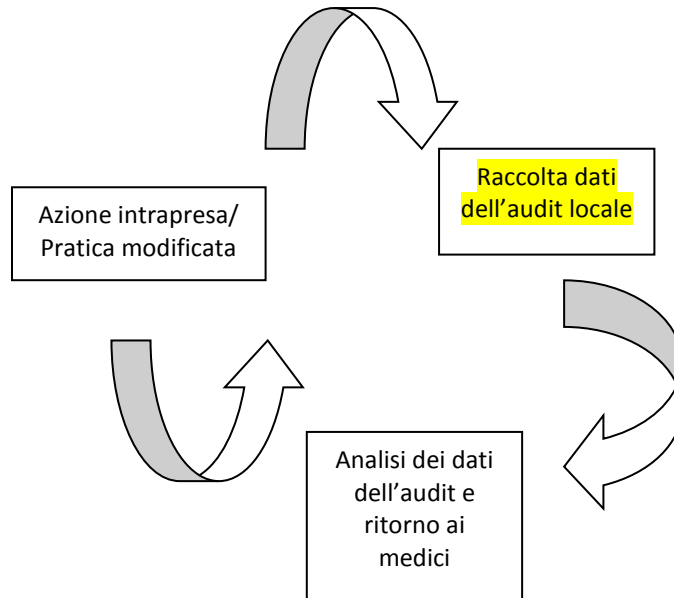 Raccolta dati
dell’audit locale
Azione intrapresa/
Pratica modificata
Analisi dei dati
dell’audit e
ritorno ai
medici